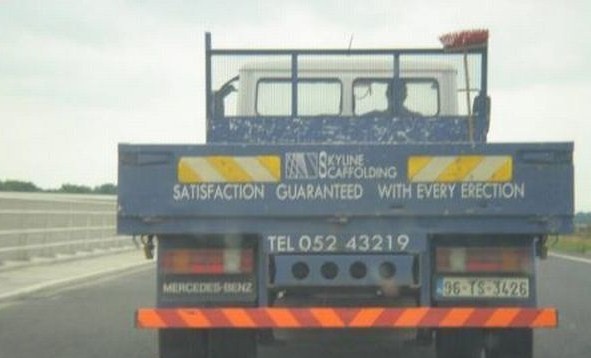 SKYLINE
SCAFFOLDING
SATISFACTION GUARANTEED WITH EVERY ERECTION
TEL 052 43219
MERCEDES-BENZ
96-TS-3426